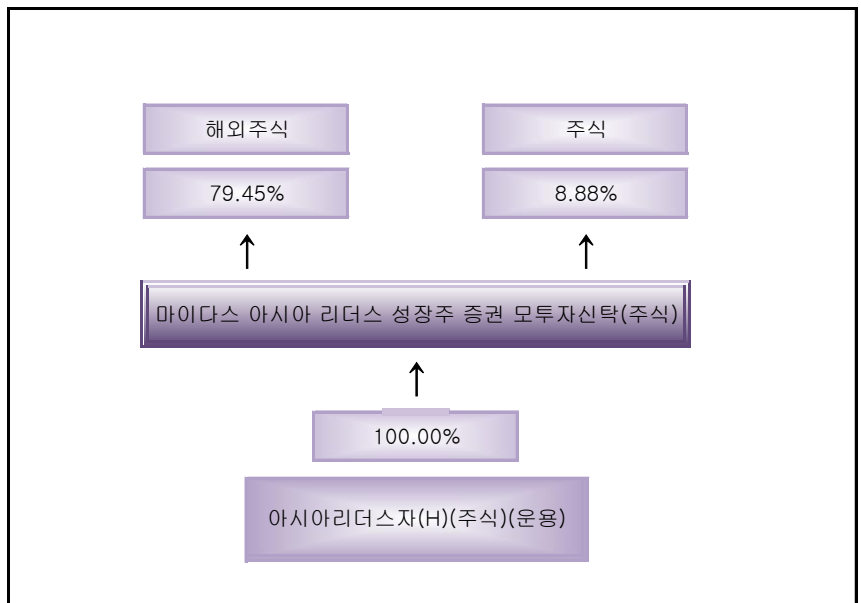 해외주식
주식
79.45%
8.88%
마이다스 아시아 리더스 성장주 증권 모투자신탁(주식)
100.00%
아시아리더스자(H)(주식)(운용)